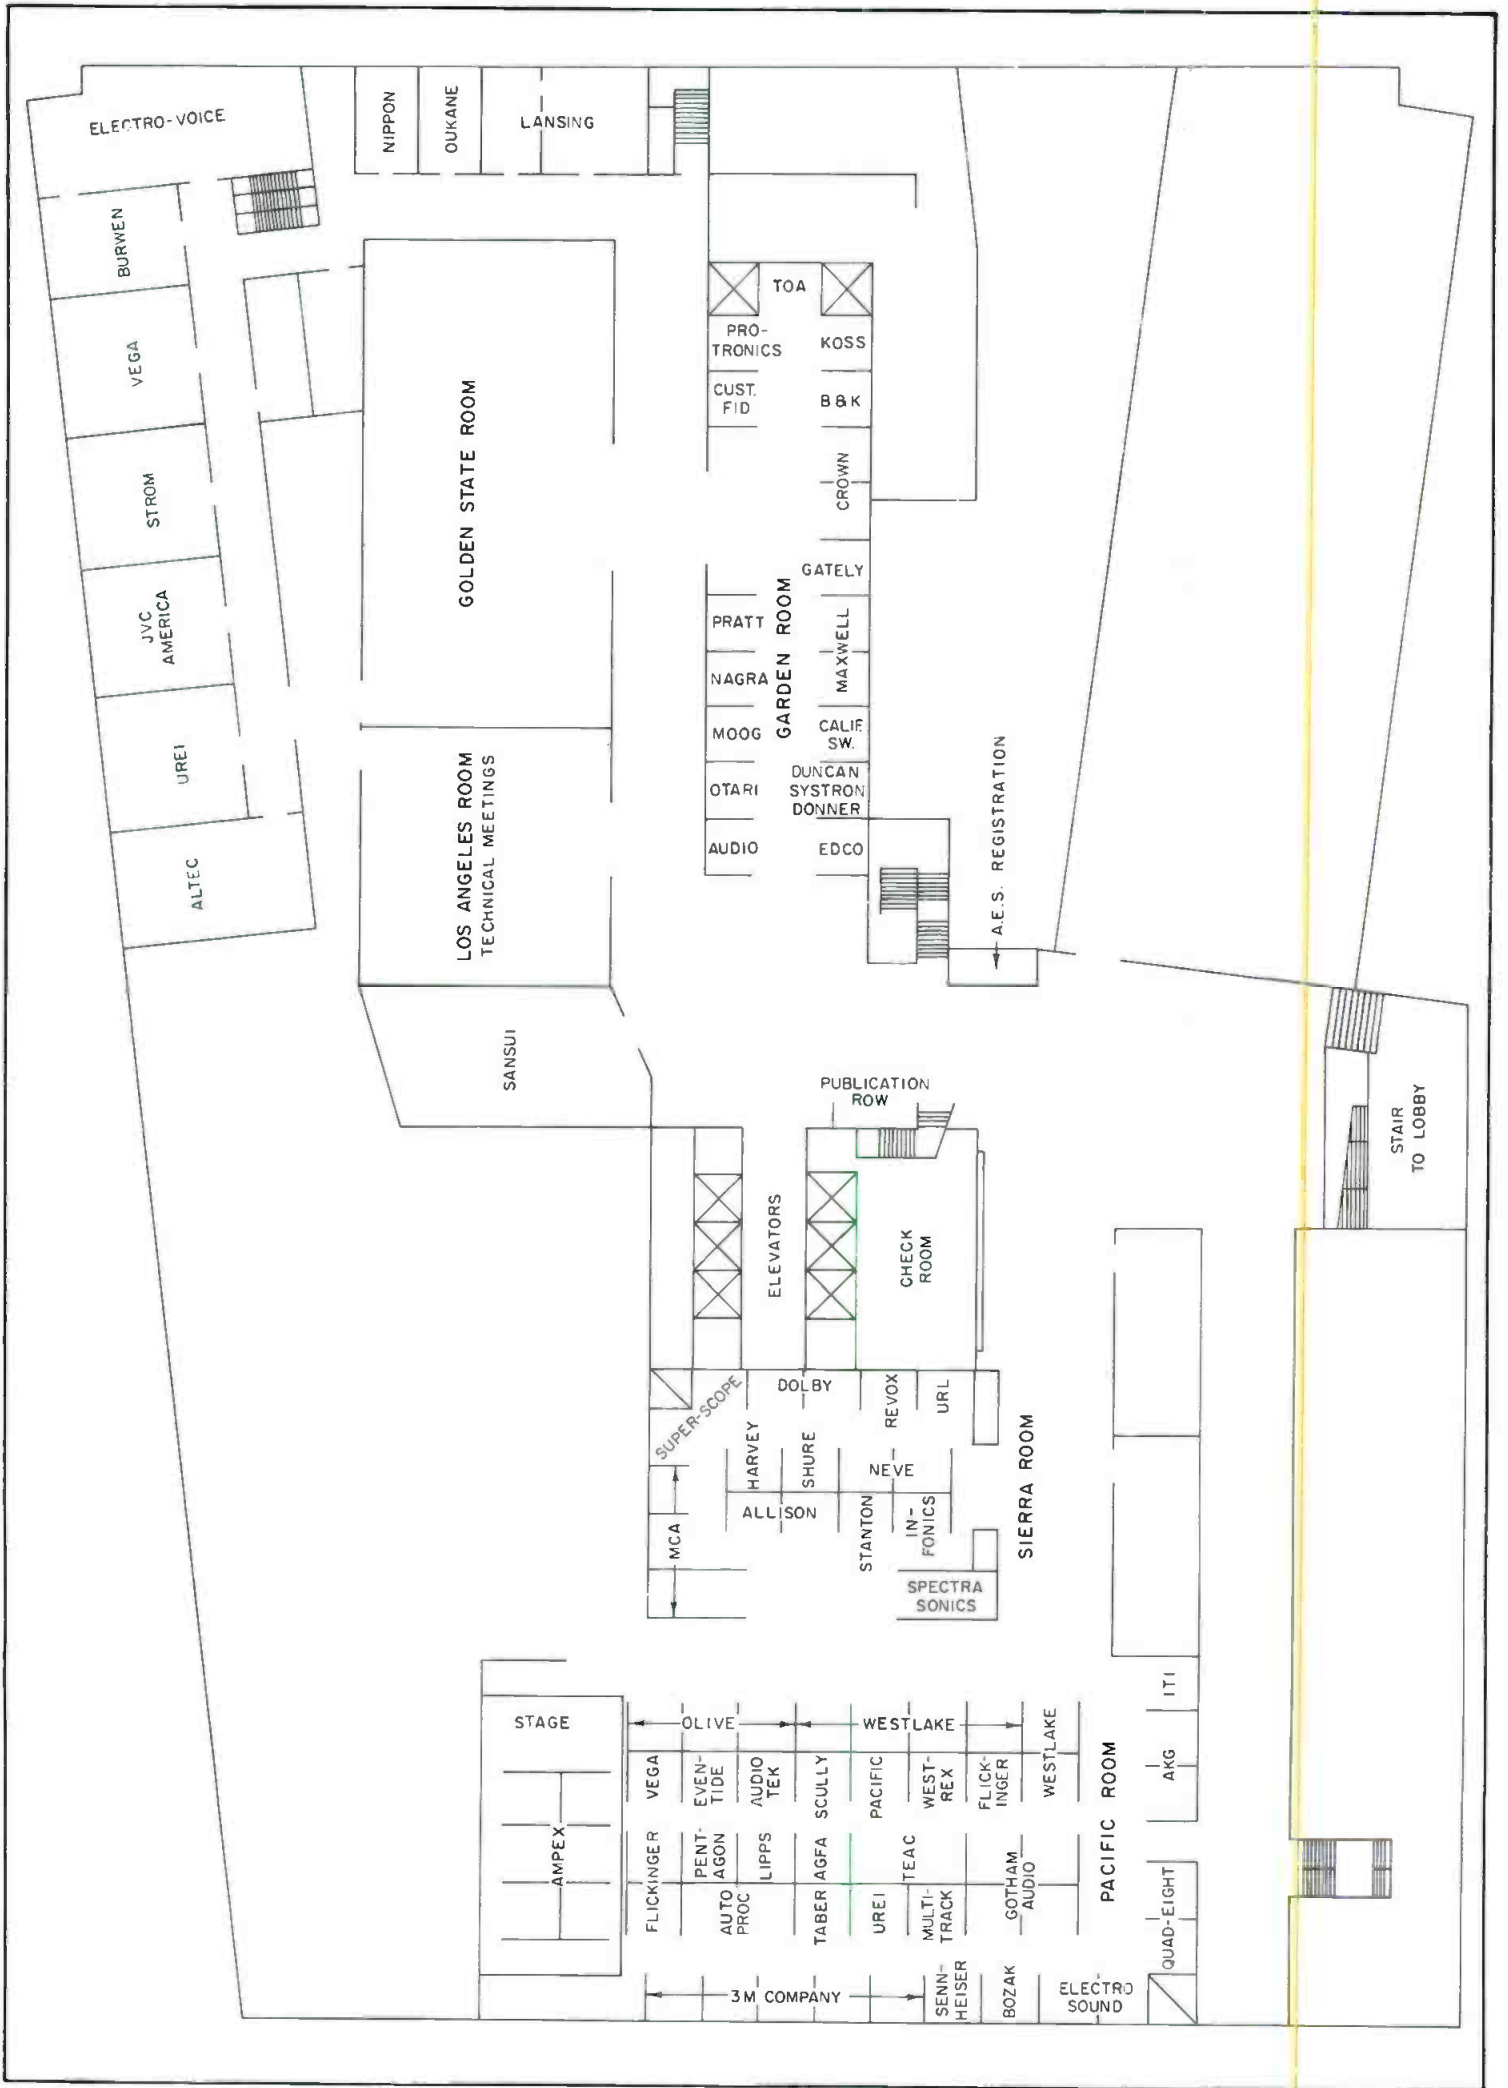 ELECTRO-VOICE
NIPPON
OUKANE
LANSING
BURWEN
VEGA
STROM
JVC
AMERICA
UREI
ALTEC
GOLDEN STATE ROOM
LOS ANGELES ROOM
TECHNICAL MEETINGS
SANSUI
TOA
PRO-
TRONICS
KOSS
CUST.
FID
B&K
CROWN
GATELY
GARDEN ROOM
PRATT
MAXWELL
NAGRA
MOOG
CALIF.
SW.
OTARI
DUNCAN
SYSTRON
DONNER
AUDIO
EDCO
A.E.S. REGISTRATION
PUBLICATION
ROW
STAIR
TO LOBBY
ELEVATORS
CHECK
ROOM
SUPER-SCOPE
DOLBY
REVOX
URL
HARVEY
SHURE
NEVE
MCA
ALLISON
STANTON
IN-
FONICS
SPECTRA
SONICS
SIERRA ROOM
STAGE
AMPEX
OLIVE
WESTLAKE
WESTLAKE
VEGA
EVEN-
TIDE
AUDIO
TEK
SCULLY
PACIFIC
WEST-
REX
FLICK-
INGER
FLICKINGER
PENT-
AGON
LIPPS
AGFA
TEAC
GOTHAM
AUDIO
AUTO
PROC
TABER
UREI
MULTI-
TRACK
PACIFIC ROOM
ITI
AKG
QUAD-EIGHT
3M COMPANY
SENN-
HEISER
BOZAK
ELECTRO
SOUND